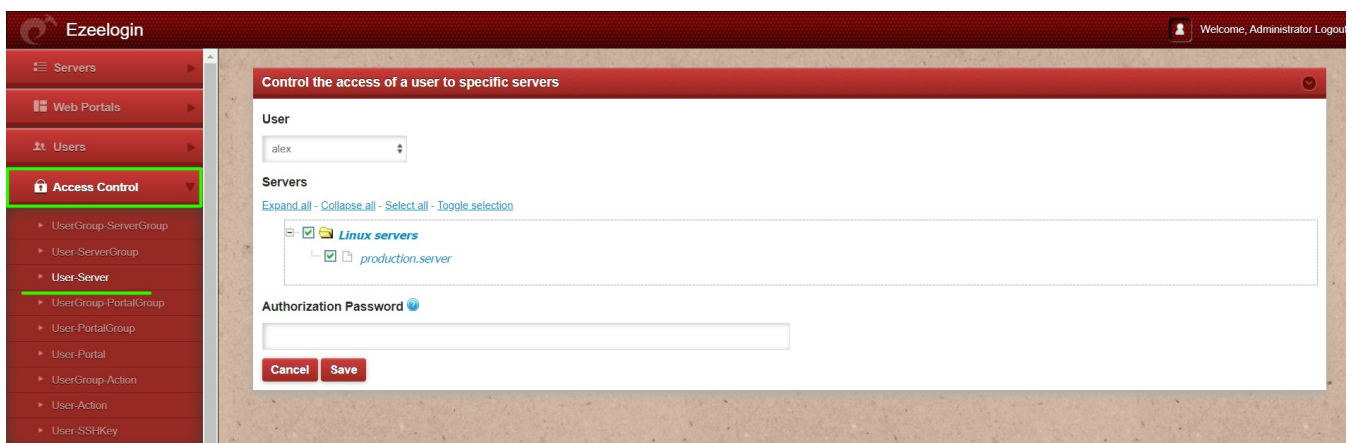 Ezeelogin
Welcome, Administrator Logout
Servers
Web Portals
Users
Access Control
UserGroup-ServerGroup
User-ServerGroup
User-Server
UserGroup-PortalGroup
User-PortalGroup
User-Portal
UserGroup-Action
User-Action
User-SSHKey
Control the access of a user to specific servers
User
alex
Servers
Expand all - Collapse all - Select all - Toggle selection
Linux servers
production.server
Authorization Password
Cancel Save